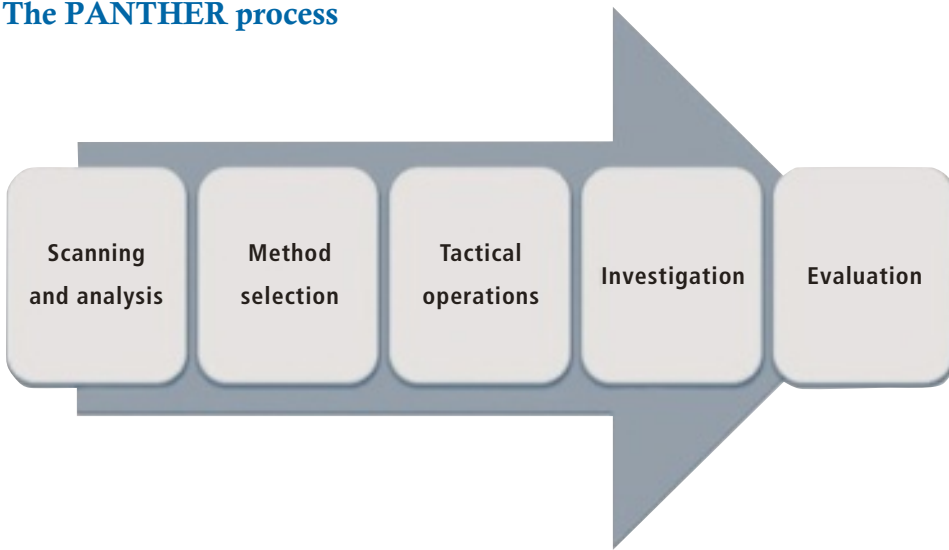 The PANTHER process
Scanning
and analysis
Method
selection
Tactical
operations
Investigation
Evaluation